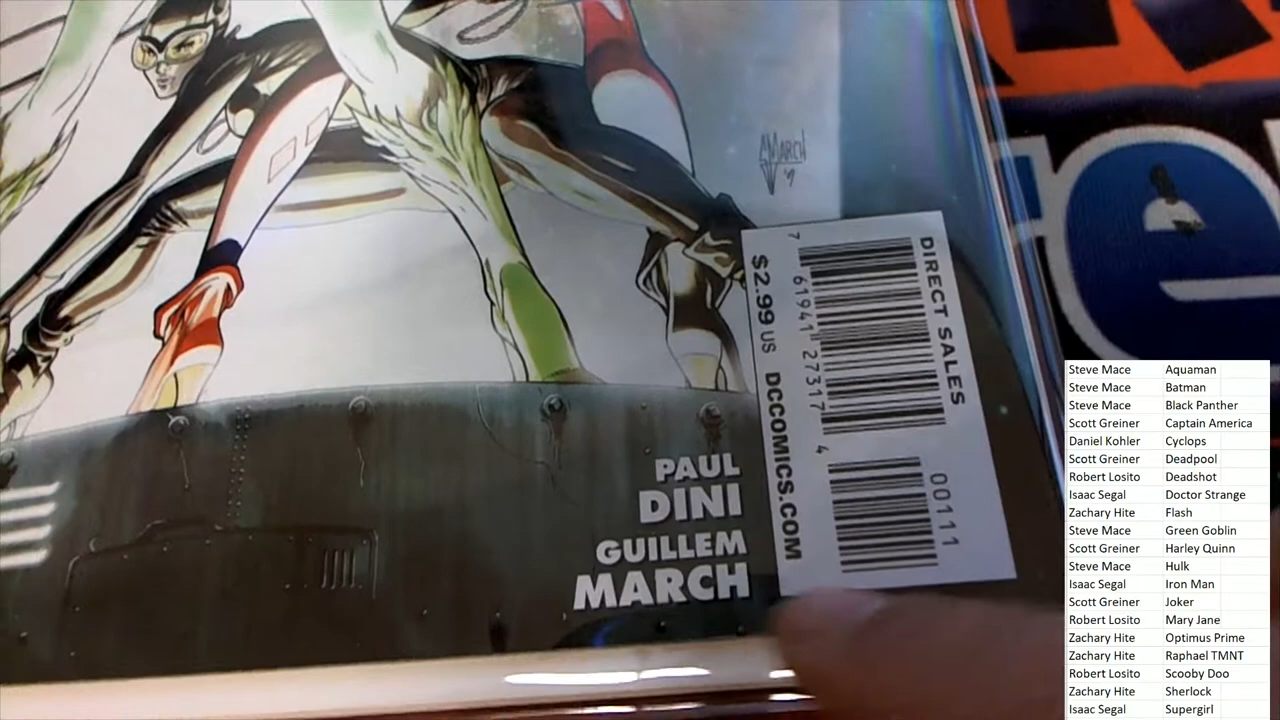 A MARCH
'9
DIRECT SALES
7 61941 27317 4
00111
$2.99 US DCCOMICS.COM
PAUL
DINI
GUILLEM
MARCH
e
Steve Mace Aquaman
Steve Mace Batman
Steve Mace Black Panther
Scott Greiner Captain America
Daniel Kohler Cyclops
Scott Greiner Deadpool
Robert Losito Deadshot
Isaac Segal Doctor Strange
Zachary Hite Flash
Steve Mace Green Goblin
Scott Greiner Harley Quinn
Steve Mace Hulk
Isaac Segal Iron Man
Scott Greiner Joker
Robert Losito Mary Jane
Zachary Hite Optimus Prime
Zachary Hite Raphael TMNT
Robert Losito Scooby Doo
Zachary Hite Sherlock
Isaac Segal Supergirl